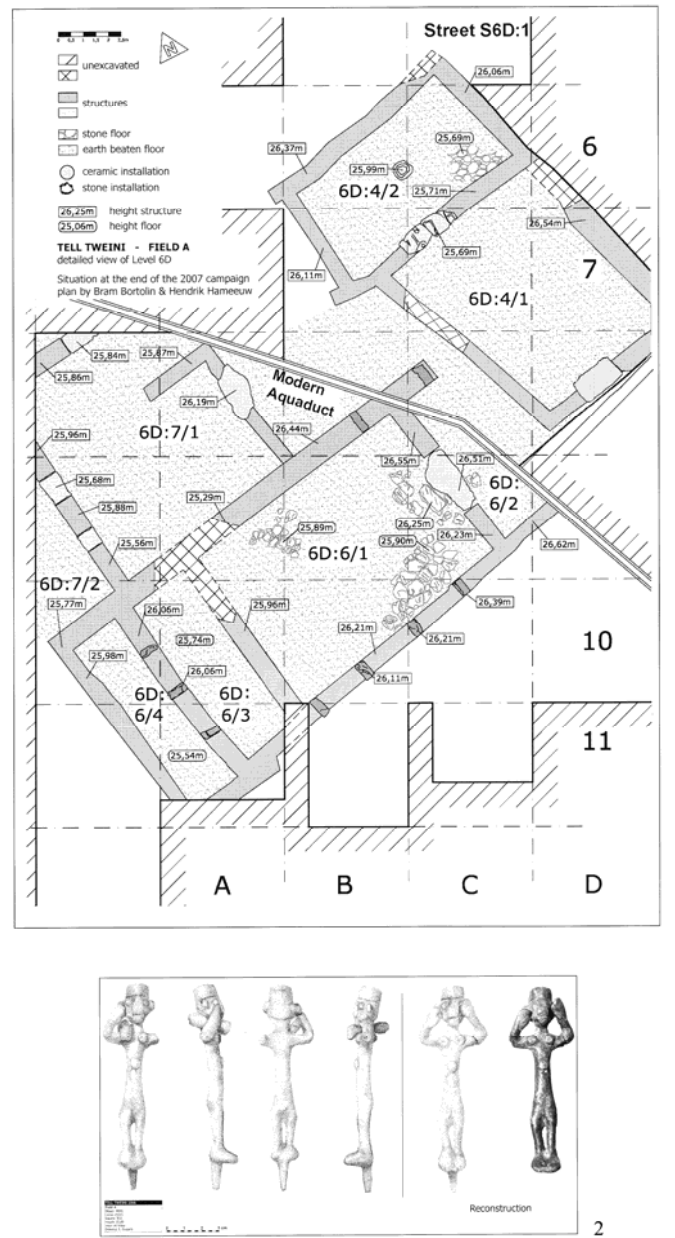 Street S6D:1
N
unexcavated
structures
stone floor
earth beaten floor
ceramic installation
stone installation
26,25m height structure
25,06m height floor
TELL TWEINI - FIELD A
detailed view of Level 6D
Situation at the end of the 2007 campaign
plan by Bram Bortolin & Hendrik Hameeuw
26,06m
6
26,37m
25,69m
25,99m
6D:4/2
25,71m
26,54m
25,69m
7
26,11m
6D:4/1
25,84m
25,87m
25,86m
Modern
Aquaduct
26,19m
26,44m
25,96m
6D:7/1
26,55m
26,51m
25,68m
6D:
6/2
25,29m
25,88m
26,25m
25,89m
26,23m
25,56m
25,90m
26,62m
6D:6/1
6D:7/2
25,77m
26,06m
25,96m
26,39m
25,74m
26,21m
26,21m
10
25,98m
26,06m
26,11m
6D:
6/4
6D:
6/3
11
25,54m
A
B
C
D
Reconstruction
2